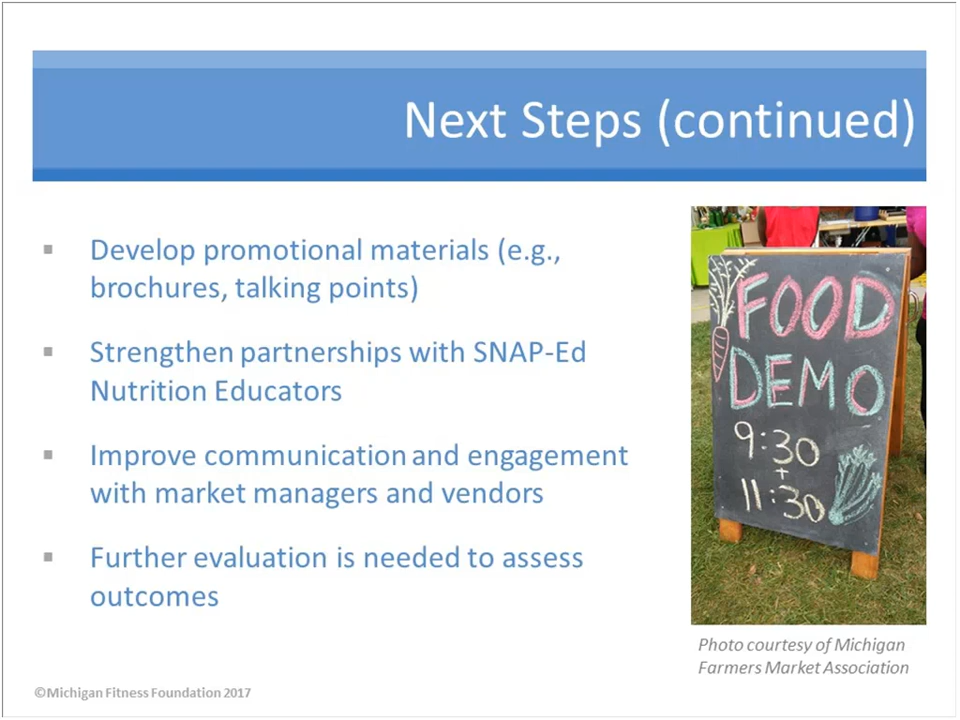 Next Steps (continued)
Develop promotional materials (e.g.,
brochures, talking points)
Strengthen partnerships with SNAP-Ed
Nutrition Educators
Improve communication and engagement
with market managers and vendors
Further evaluation is needed to assess
outcomes
FOOD
DEMO
9:30
+
11:30
Photo courtesy of Michigan
Farmers Market Association
©Michigan Fitness Foundation 2017